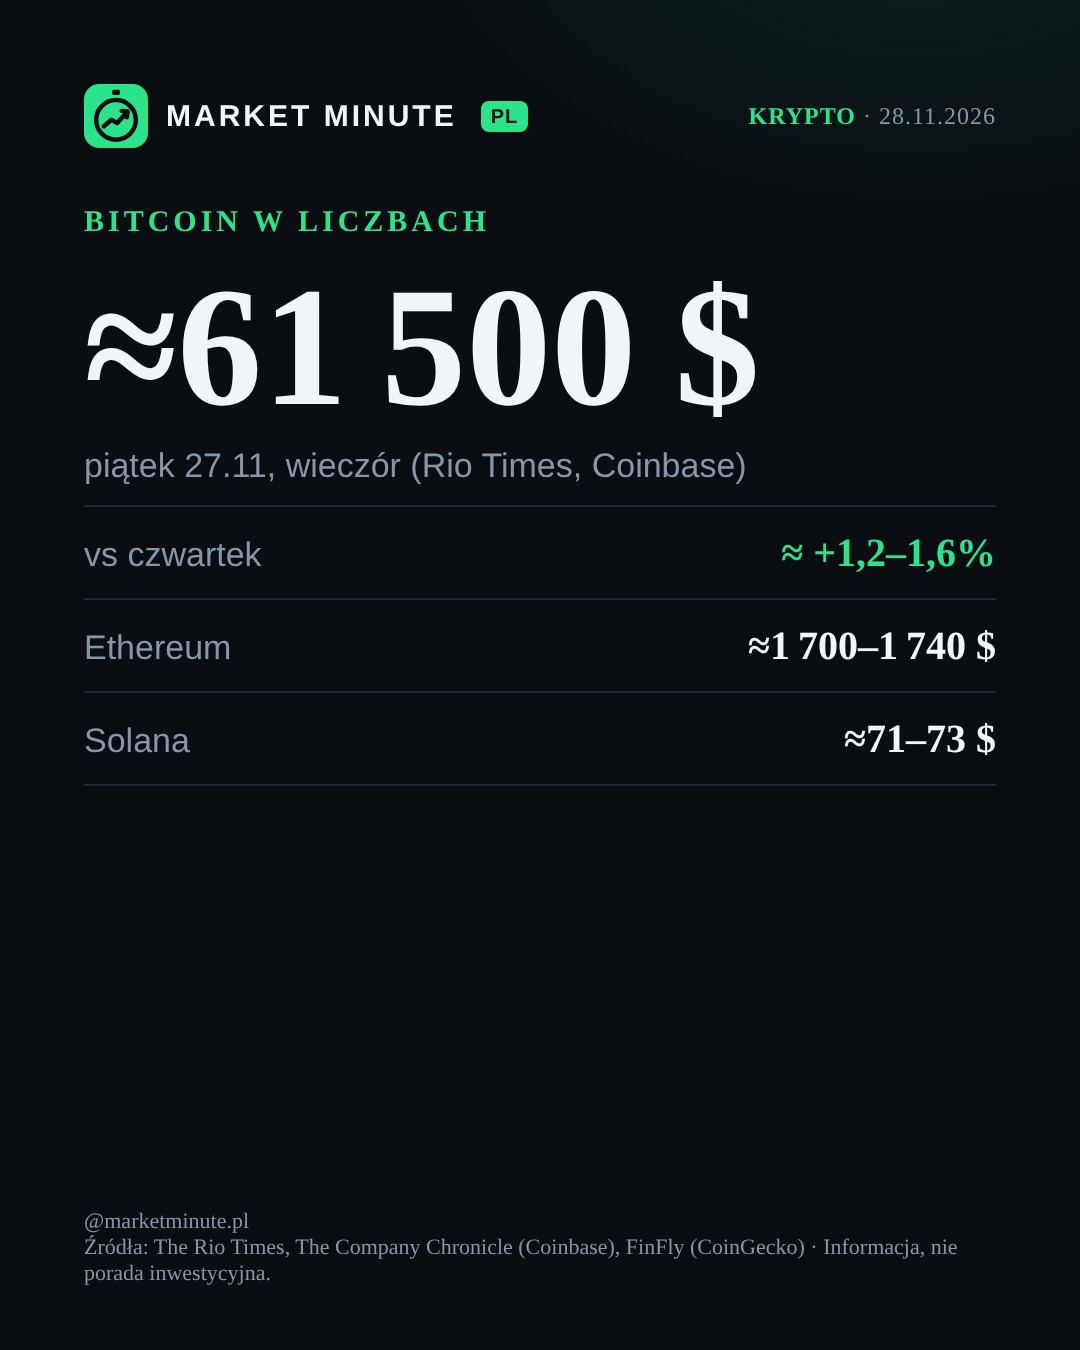 MARKET MINUTE PL
KRYPTO · 28.11.2026
BITCOIN W LICZBACH
≈61 500 $
piątek 27.11, wieczór (Rio Times, Coinbase)
vs czwartek ≈ +1,2–1,6%
Ethereum ≈1 700–1 740 $
Solana ≈71–73 $
@marketminute.pl
Źródła: The Rio Times, The Company Chronicle (Coinbase), FinFly (CoinGecko) · Informacja, nie
porada inwestycyjna.